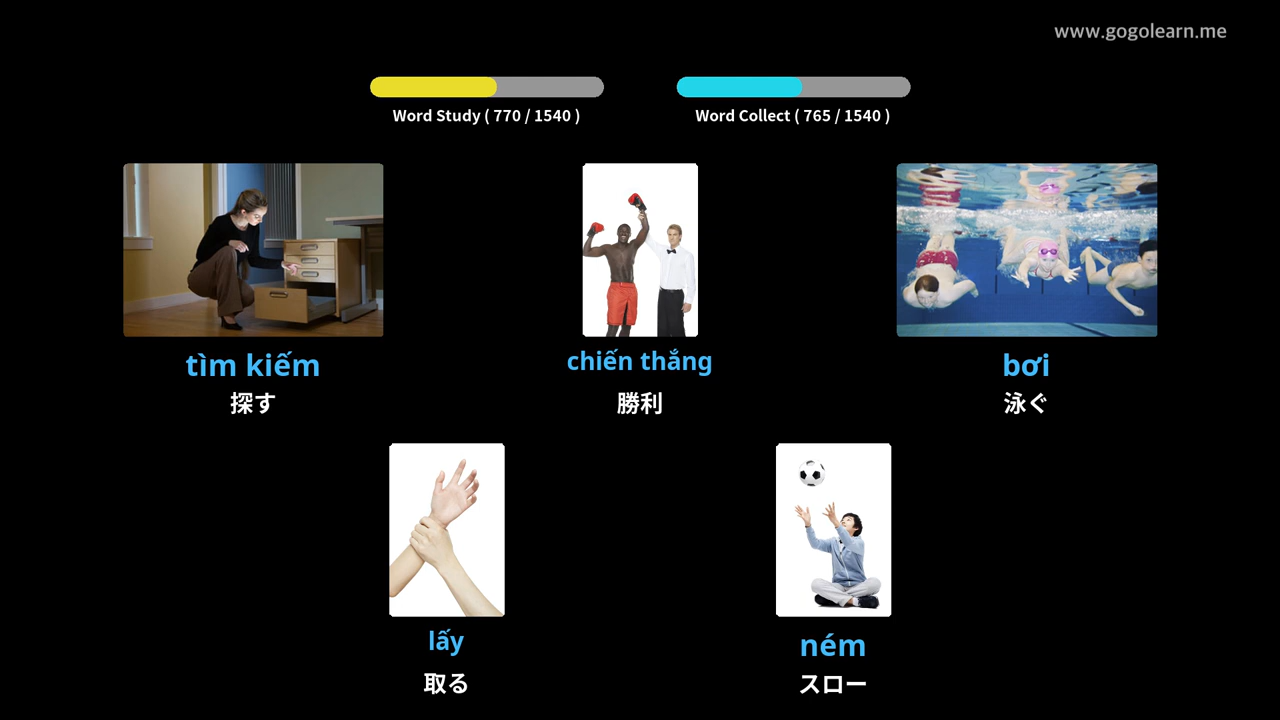 www.gogolearn.me
Word Study ( 770 / 1540 )
Word Collect ( 765 / 1540 )
tìm kiếm
探す
chiến thắng
勝利
bơi
泳ぐ
lấy
取る
ném
スロー